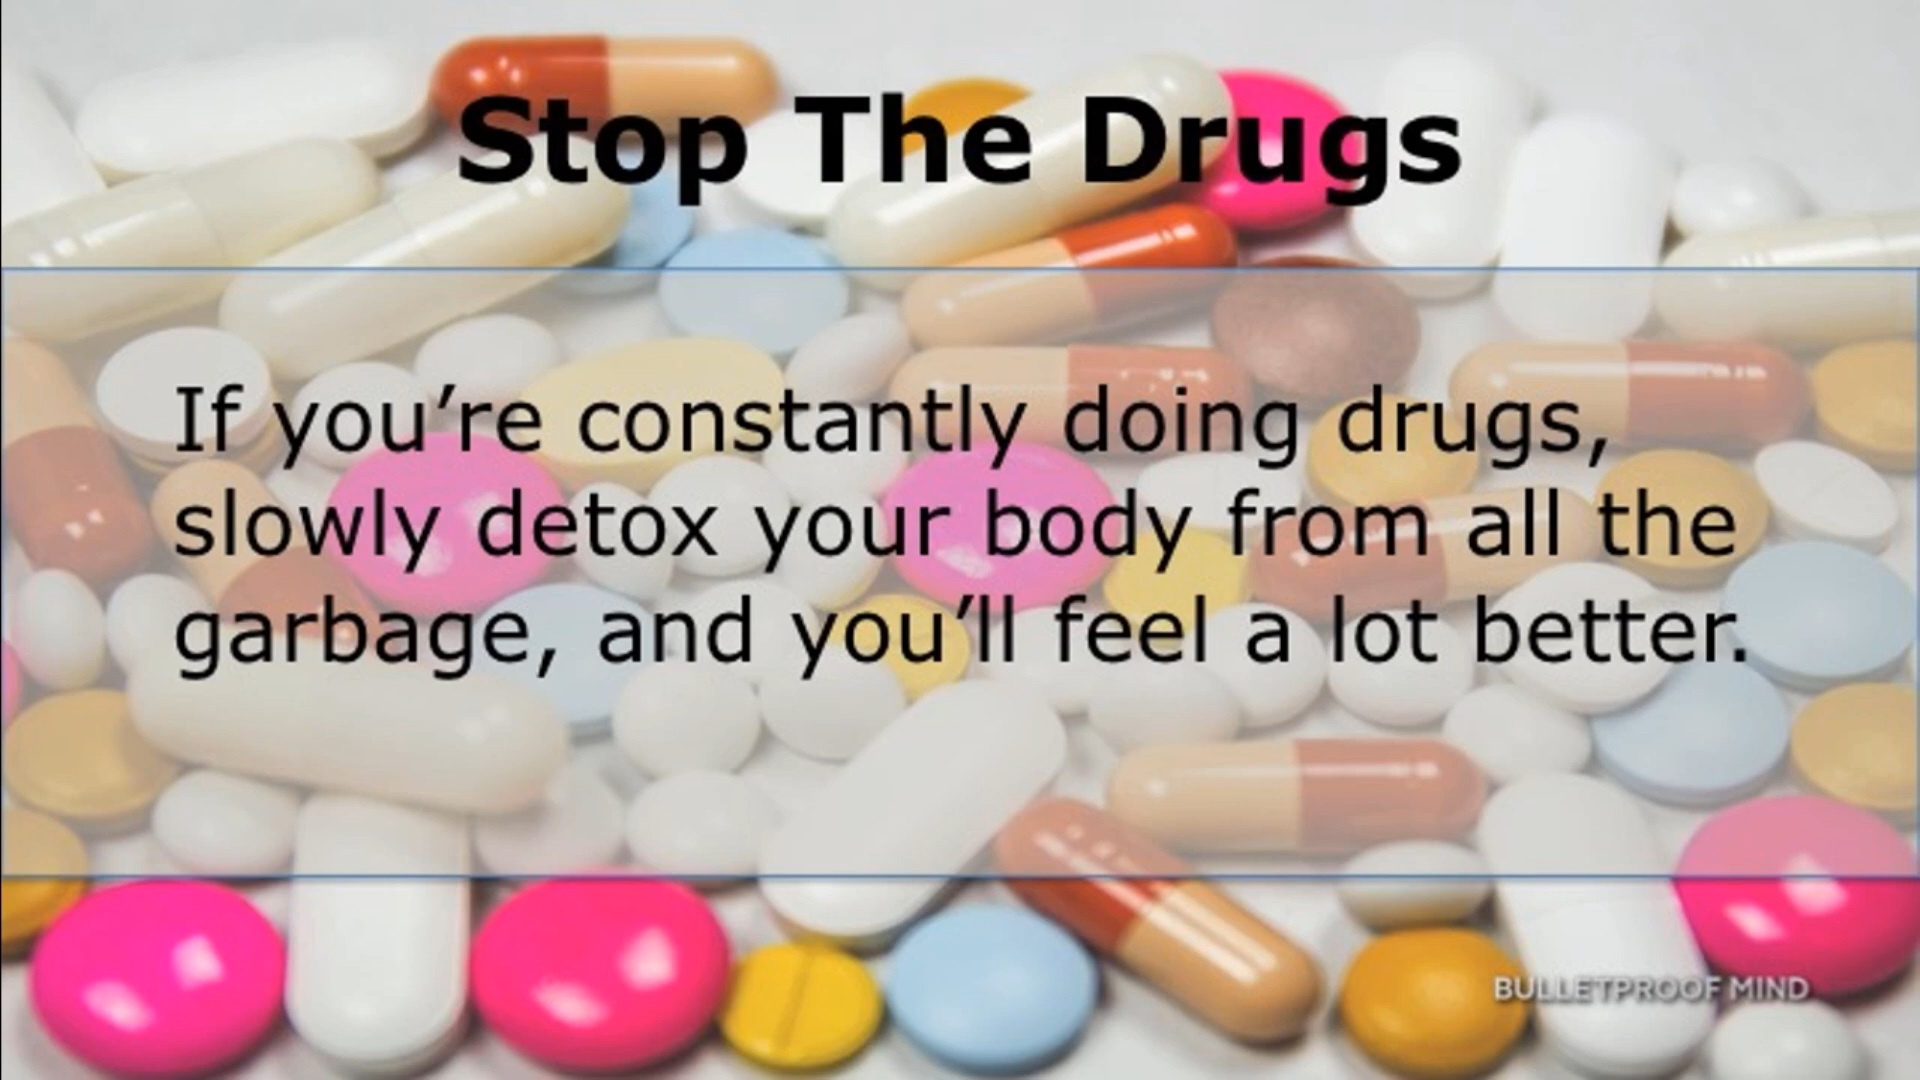 Stop The Drugs
If you’re constantly doing drugs,
slowly detox your body from all the
garbage, and you’ll feel a lot better.
BULLETPROOF MIND